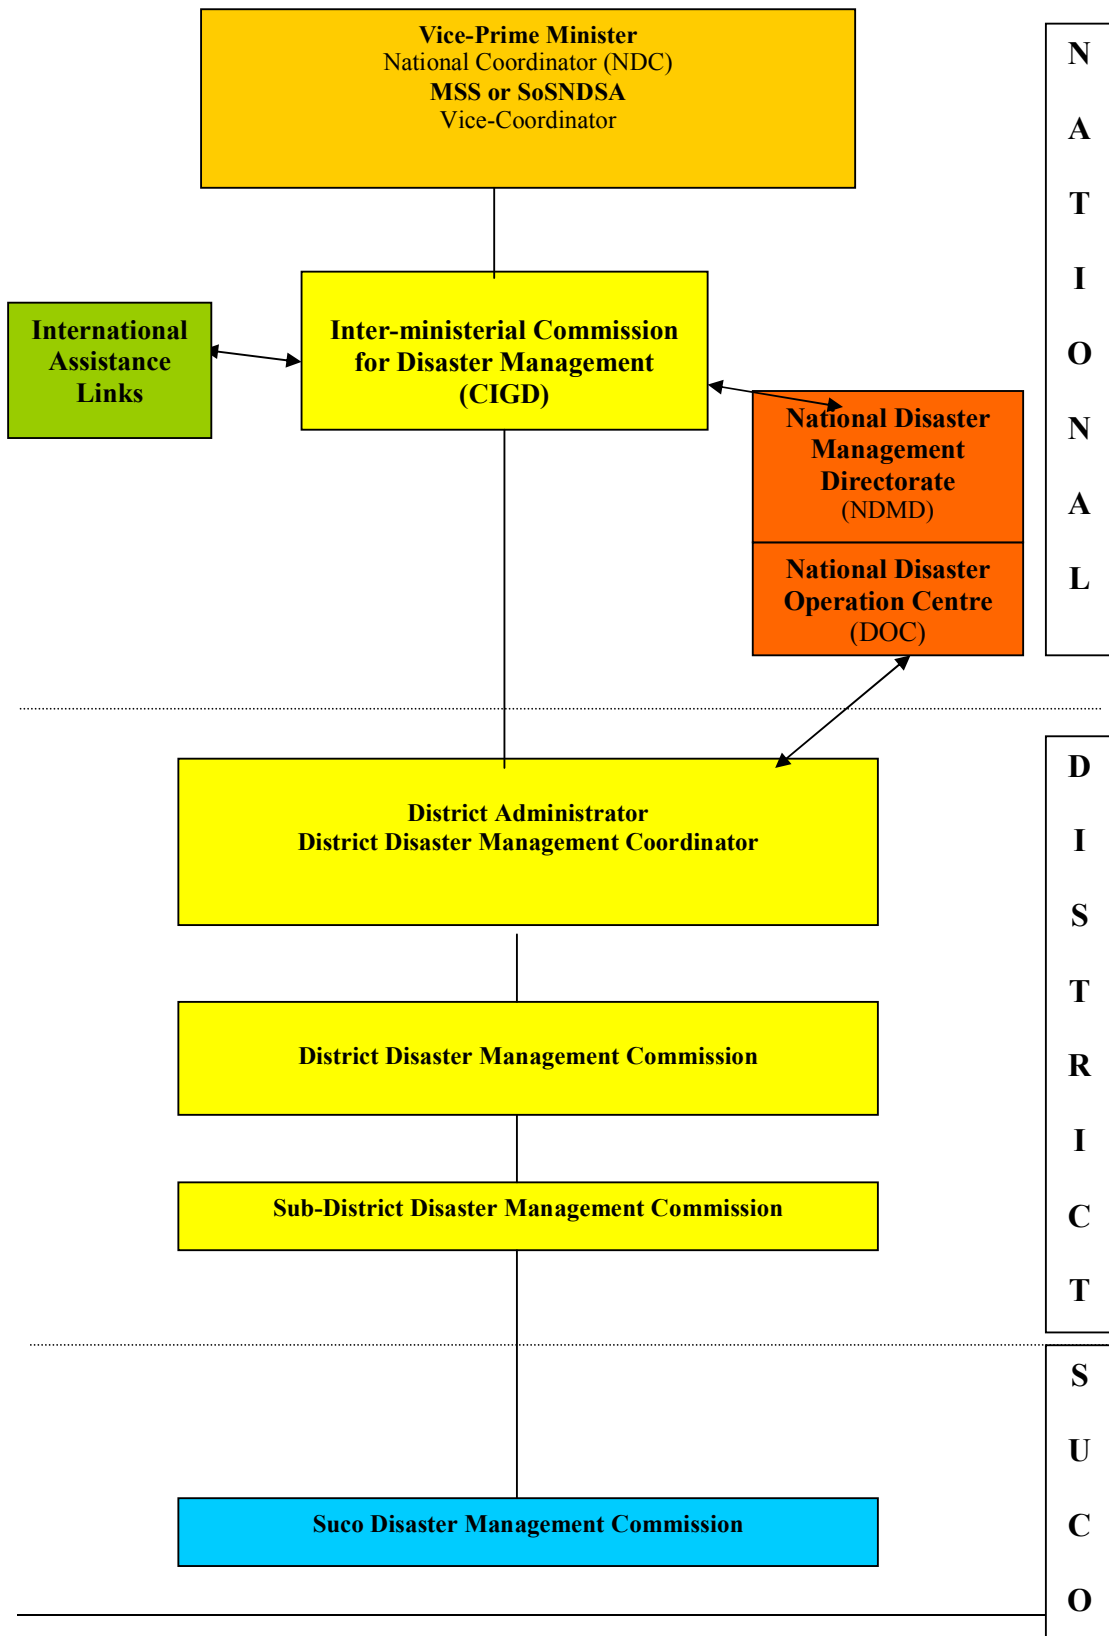 Vice-Prime Minister
National Coordinator (NDC)
MSS or SoSNDSA
Vice-Coordinator
International
Assistance
Links
Inter-ministerial Commission
for Disaster Management
(CIGD)
National Disaster
Management
Directorate
(NDMD)
National Disaster
Operation Centre
(DOC)
N
A
T
I
O
N
A
L
District Administrator
District Disaster Management Coordinator
District Disaster Management Commission
Sub-District Disaster Management Commission
D
I
S
T
R
I
C
T
Suco Disaster Management Commission
S
U
C
O